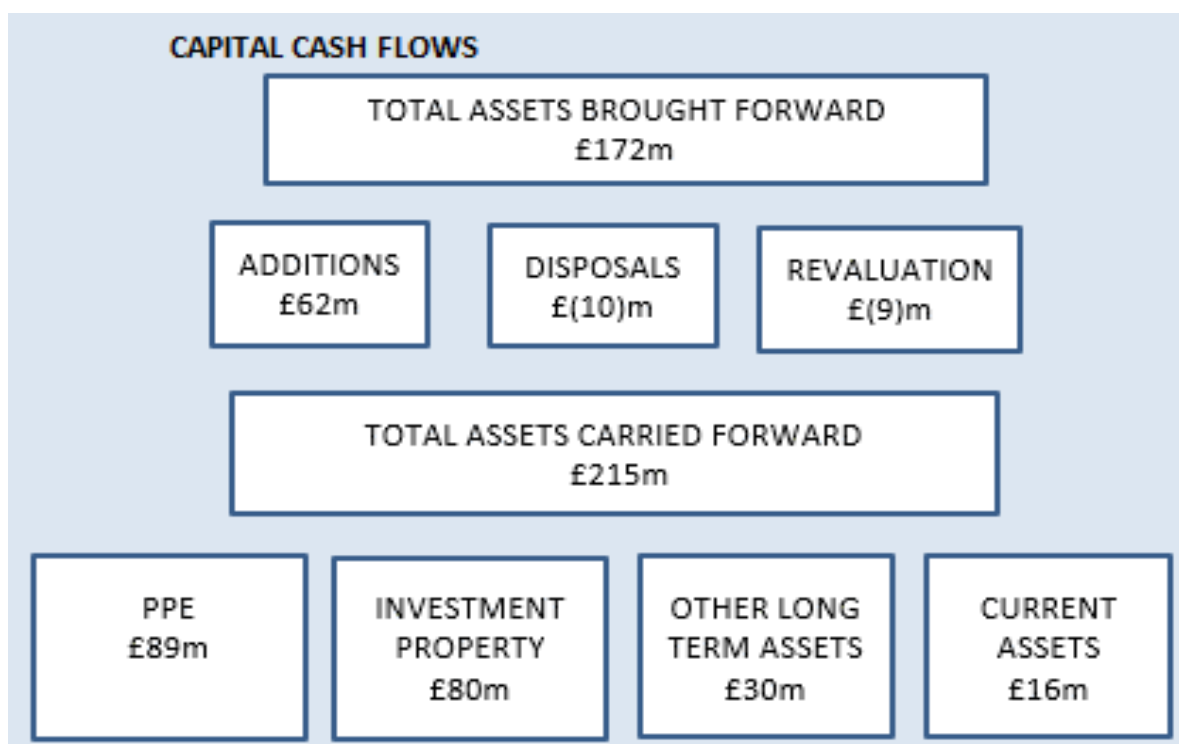 CAPITAL CASH FLOWS
TOTAL ASSETS BROUGHT FORWARD
£172m
ADDITIONS
£62m
DISPOSALS
£(10)m
REVALUATION
£(9)m
TOTAL ASSETS CARRIED FORWARD
£215m
PPE
£89m
INVESTMENT
PROPERTY
£80m
OTHER LONG
TERM ASSETS
£30m
CURRENT
ASSETS
£16m